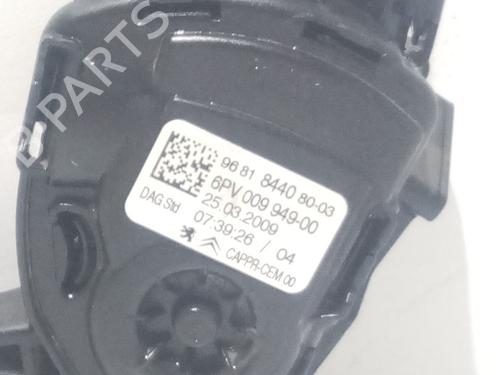 96 81 8440 80-03
6PV 009 949-00
25.03.2009
DAG.Std 07:39:26 / 04
CAPPR-CEM.00
B PARTS